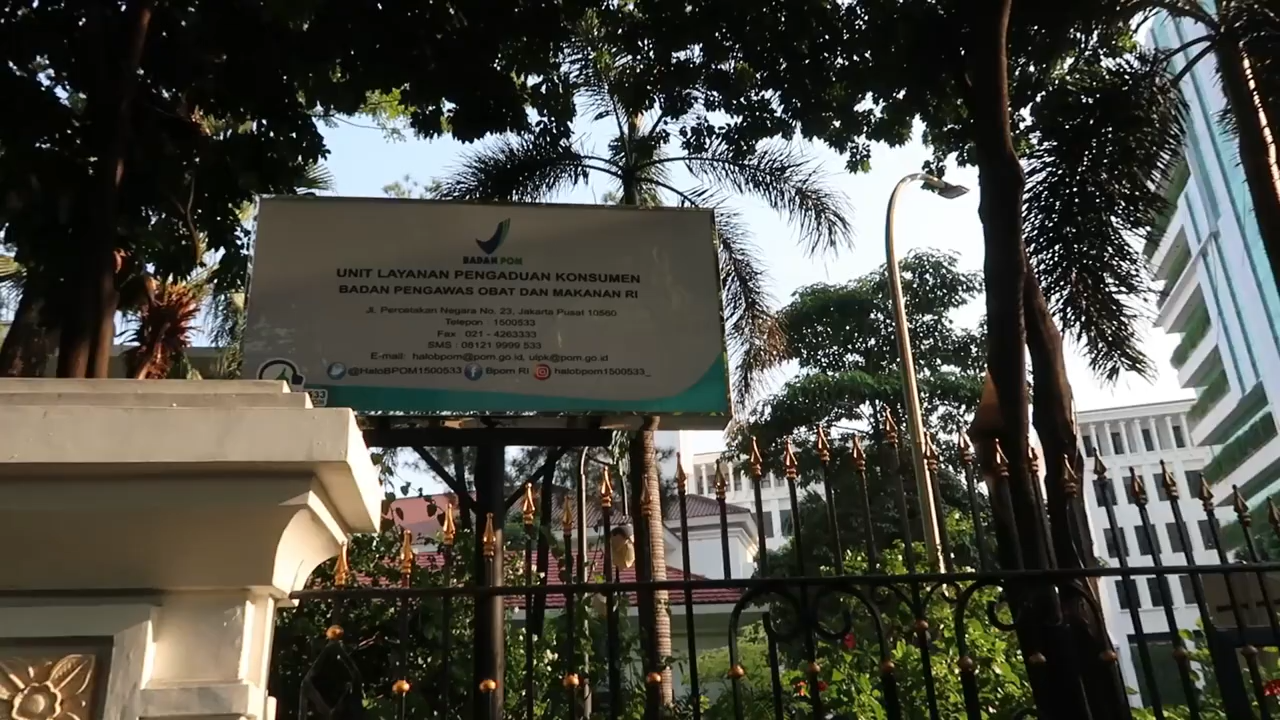 BADAN POM
UNIT LAYANAN PENGADUAN KONSUMEN
BADAN PENGAWAS OBAT DAN MAKANAN RI
Jl. Percetakan Negara No. 23, Jakarta Pusat 10560
Telepon : 1500533
Fax : 021 - 4263333
SMS : 08121 9999 533
E-mail: halobpom@pom.go.id, ulpk@pom.go.id
@HaloBPOM1500533 Bpom RI halobpom1500533_